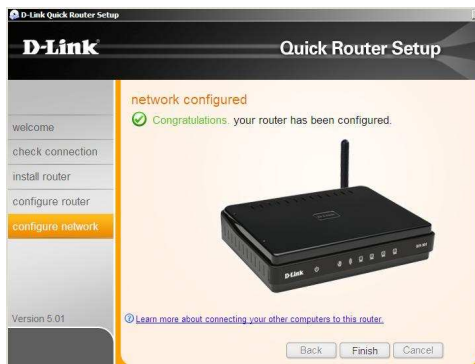 D-Link Quick Router Setup
D-Link
Quick Router Setup
network configured
Congratulations. your router has been configured.
welcome
check connection
install router
configure router
configure network
D-Link
Version 5.01
Learn more about connecting your other computers to this router.
Back
Finish
Cancel